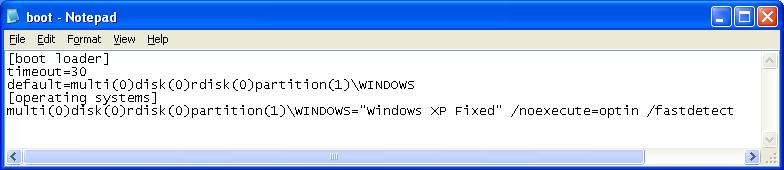 boot - Notepad
File Edit Format View Help
[boot loader]
timeout=30
default=multi(0)disk(0)rdisk(0)partition(1)\WINDOWS
[operating systems]
multi(0)disk(0)rdisk(0)partition(1)\WINDOWS="Windows XP Fixed" /noexecute=optin /fastdetect